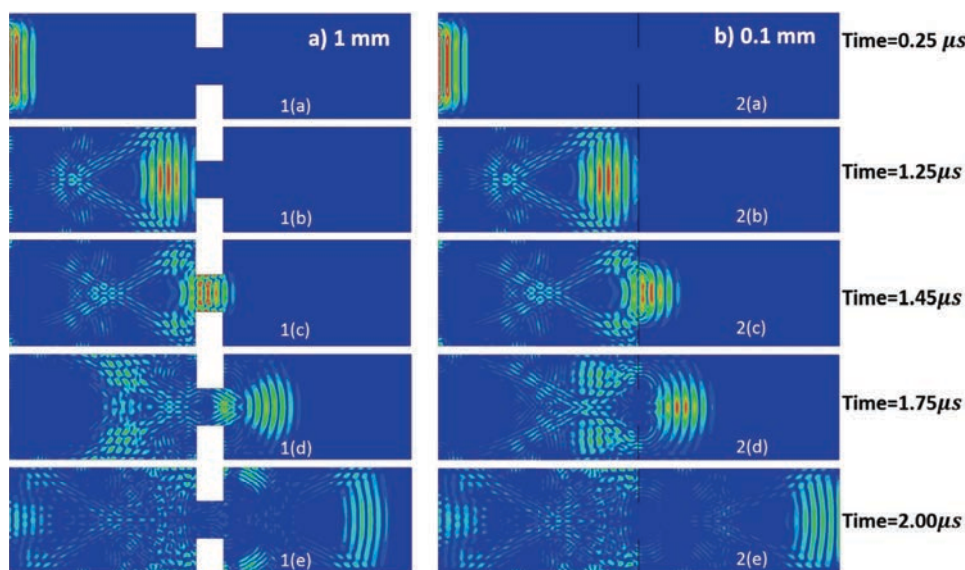 a) 1 mm
b) 0.1 mm
Time=0.25 μs
1(a)
2(a)
Time=1.25μs
1(b)
2(b)
Time=1.45μs
1(c)
2(c)
Time=1.75μs
1(d)
2(d)
Time=2.00μs
1(e)
2(e)